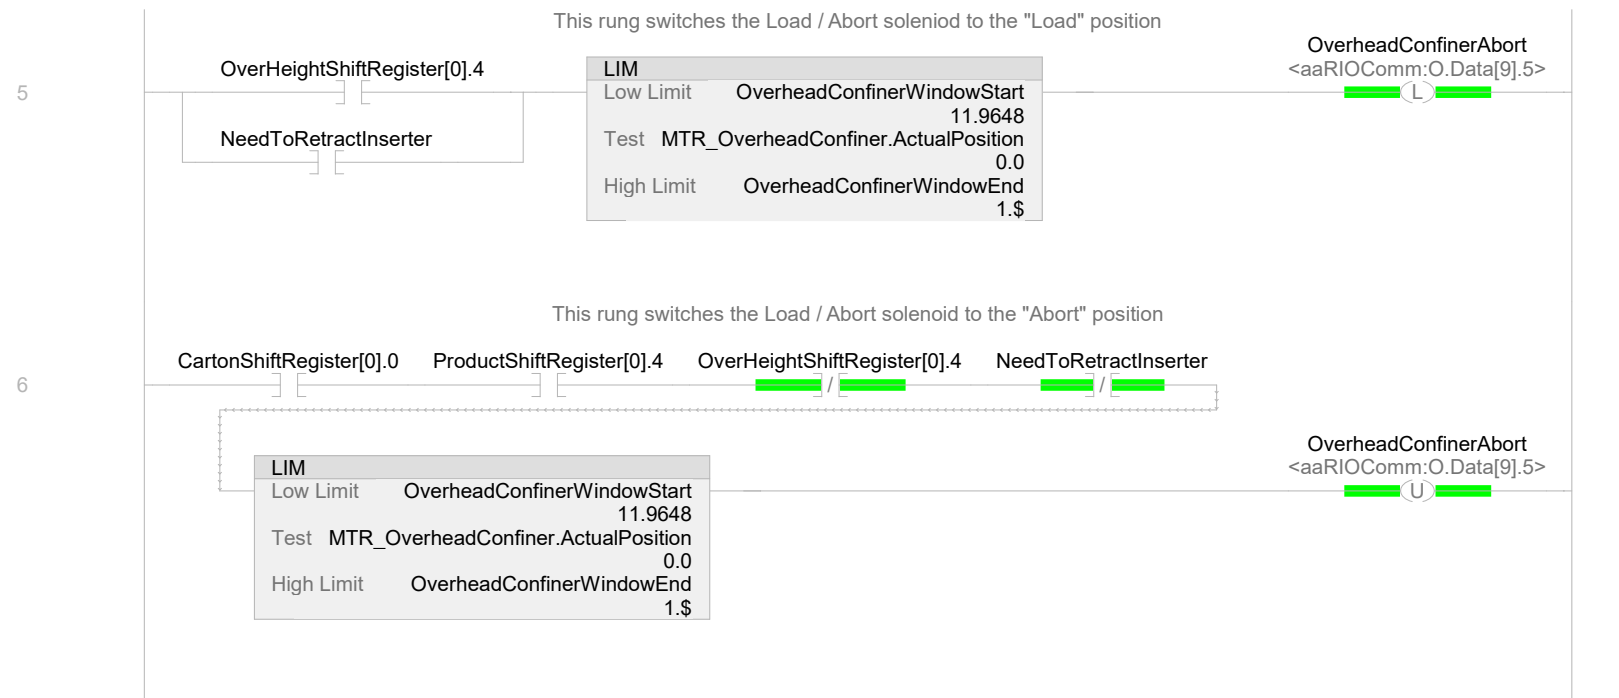 This rung switches the Load / Abort soleniod to the "Load" position
OverheadConfinerAbort
<aaRIOComm:O.Data[9].5>
5
OverHeightShiftRegister[0].4
NeedToRetractInserter
LIM
Low Limit OverheadConfinerWindowStart
11.9648
Test MTR_OverheadConfiner.ActualPosition
0.0
High Limit OverheadConfinerWindowEnd
1.$
L
This rung switches the Load / Abort solenoid to the "Abort" position
6
CartonShiftRegister[0].0 ProductShiftRegister[0].4 OverHeightShiftRegister[0].4 NeedToRetractInserter
/ /
LIM
Low Limit OverheadConfinerWindowStart
11.9648
Test MTR_OverheadConfiner.ActualPosition
0.0
High Limit OverheadConfinerWindowEnd
1.$
OverheadConfinerAbort
<aaRIOComm:O.Data[9].5>
U